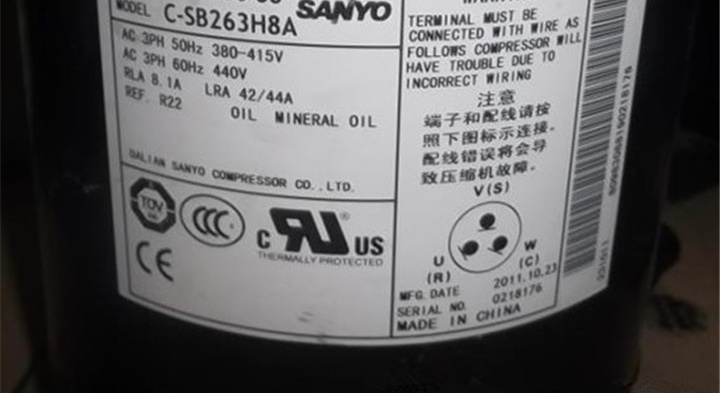 MODEL C-SB263H8A SANYO
AC 3PH 50Hz 380-415V
AC 3PH 60Hz 440V
RLA 8.1A LRA 42/44A
REF. R22 OIL MINERAL OIL
DALIAN SANYO COMPRESSOR CO.,LTD.
TUV
CCC
c RU US
THERMALLY PROTECTED
CE
TERMINAL MUST BE
CONNECTED WITH WIRE AS
FOLLOWS COMPRESSOR WILL
HAVE TROUBLE DUE TO
INCORRECT WIRING
注意
端子和配线请按
照下图标示连接.
配线错误将会导
致压缩机故障.
V(S)
U W
(R) (C)
MFG. DATE 2011.10.23
SERIAL NO. 0218176
MADE IN CHINA